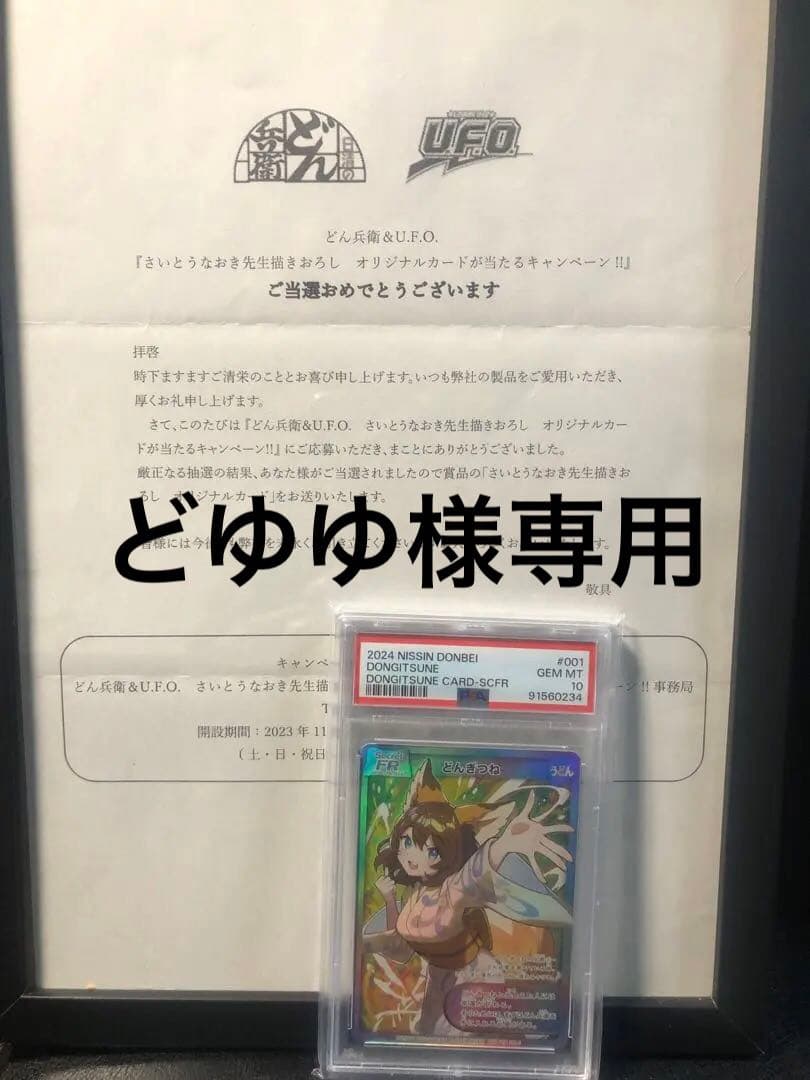 日清の
どん
兵衛
U.F.O.
どん兵衛&U.F.O.
『さいとうなおき先生描きおろし　オリジナルカードが当たるキャンペーン!!』
ご当選おめでとうございます
拝啓
時下ますますご清栄のこととお喜び申し上げます。いつも弊社の製品をご愛用いただき、
厚くお礼申し上げます。
さて、このたびは『どん兵衛&U.F.O.　さいとうなおき先生描きおろし　オリジナルカー
ドが当たるキャンペーン!!』にご応募いただき、まことにありがとうございました。
厳正なる抽選の結果、あなた様がご当選されましたので賞品の「さいとうなおき先生描きお
ろし　オリジナルカード」をお送りいたします。
どゆゆ様専用
敬具
キャンペ
どん兵衛&U.F.O.　さいとうなおき先生描
ーン!!事務局
開設期間：2023年11
(土・日・祝日
2024 NISSIN DONBEI #001
DONGITSUNE GEM MT
DONGITSUNE CARD-SCFR 10
PSA 91560234
Secret
FR
どんぎつね
うどん